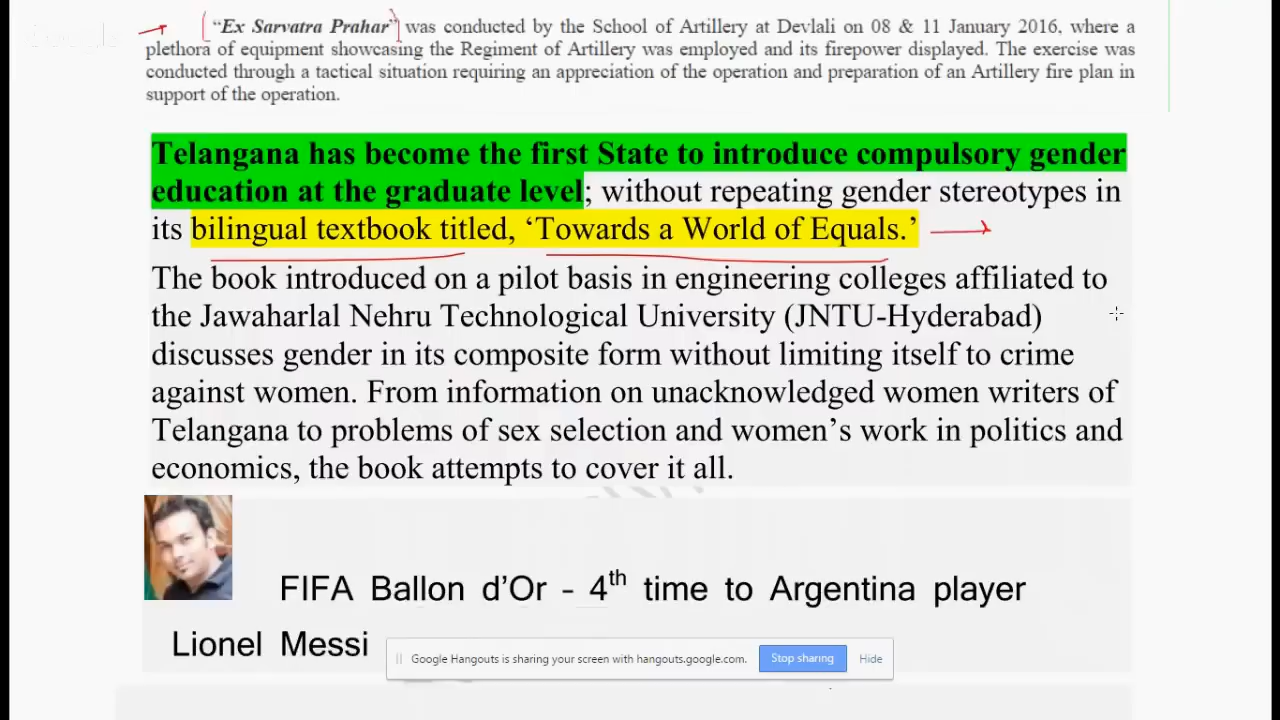 Google
“Ex Sarvatra Prahar” was conducted by the School of Artillery at Devlali on 08 & 11 January 2016, where a
plethora of equipment showcasing the Regiment of Artillery was employed and its firepower displayed. The exercise was
conducted through a tactical situation requiring an appreciation of the operation and preparation of an Artillery fire plan in
support of the operation.
Telangana has become the first State to introduce compulsory gender
education at the graduate level; without repeating gender stereotypes in
its bilingual textbook titled, ‘Towards a World of Equals.’
The book introduced on a pilot basis in engineering colleges affiliated to
the Jawaharlal Nehru Technological University (JNTU-Hyderabad)
discusses gender in its composite form without limiting itself to crime
against women. From information on unacknowledged women writers of
Telangana to problems of sex selection and women’s work in politics and
economics, the book attempts to cover it all.
FIFA Ballon d’Or - 4th time to Argentina player
Lionel Messi
Google Hangouts is sharing your screen with hangouts.google.com.
Stop sharing
Hide